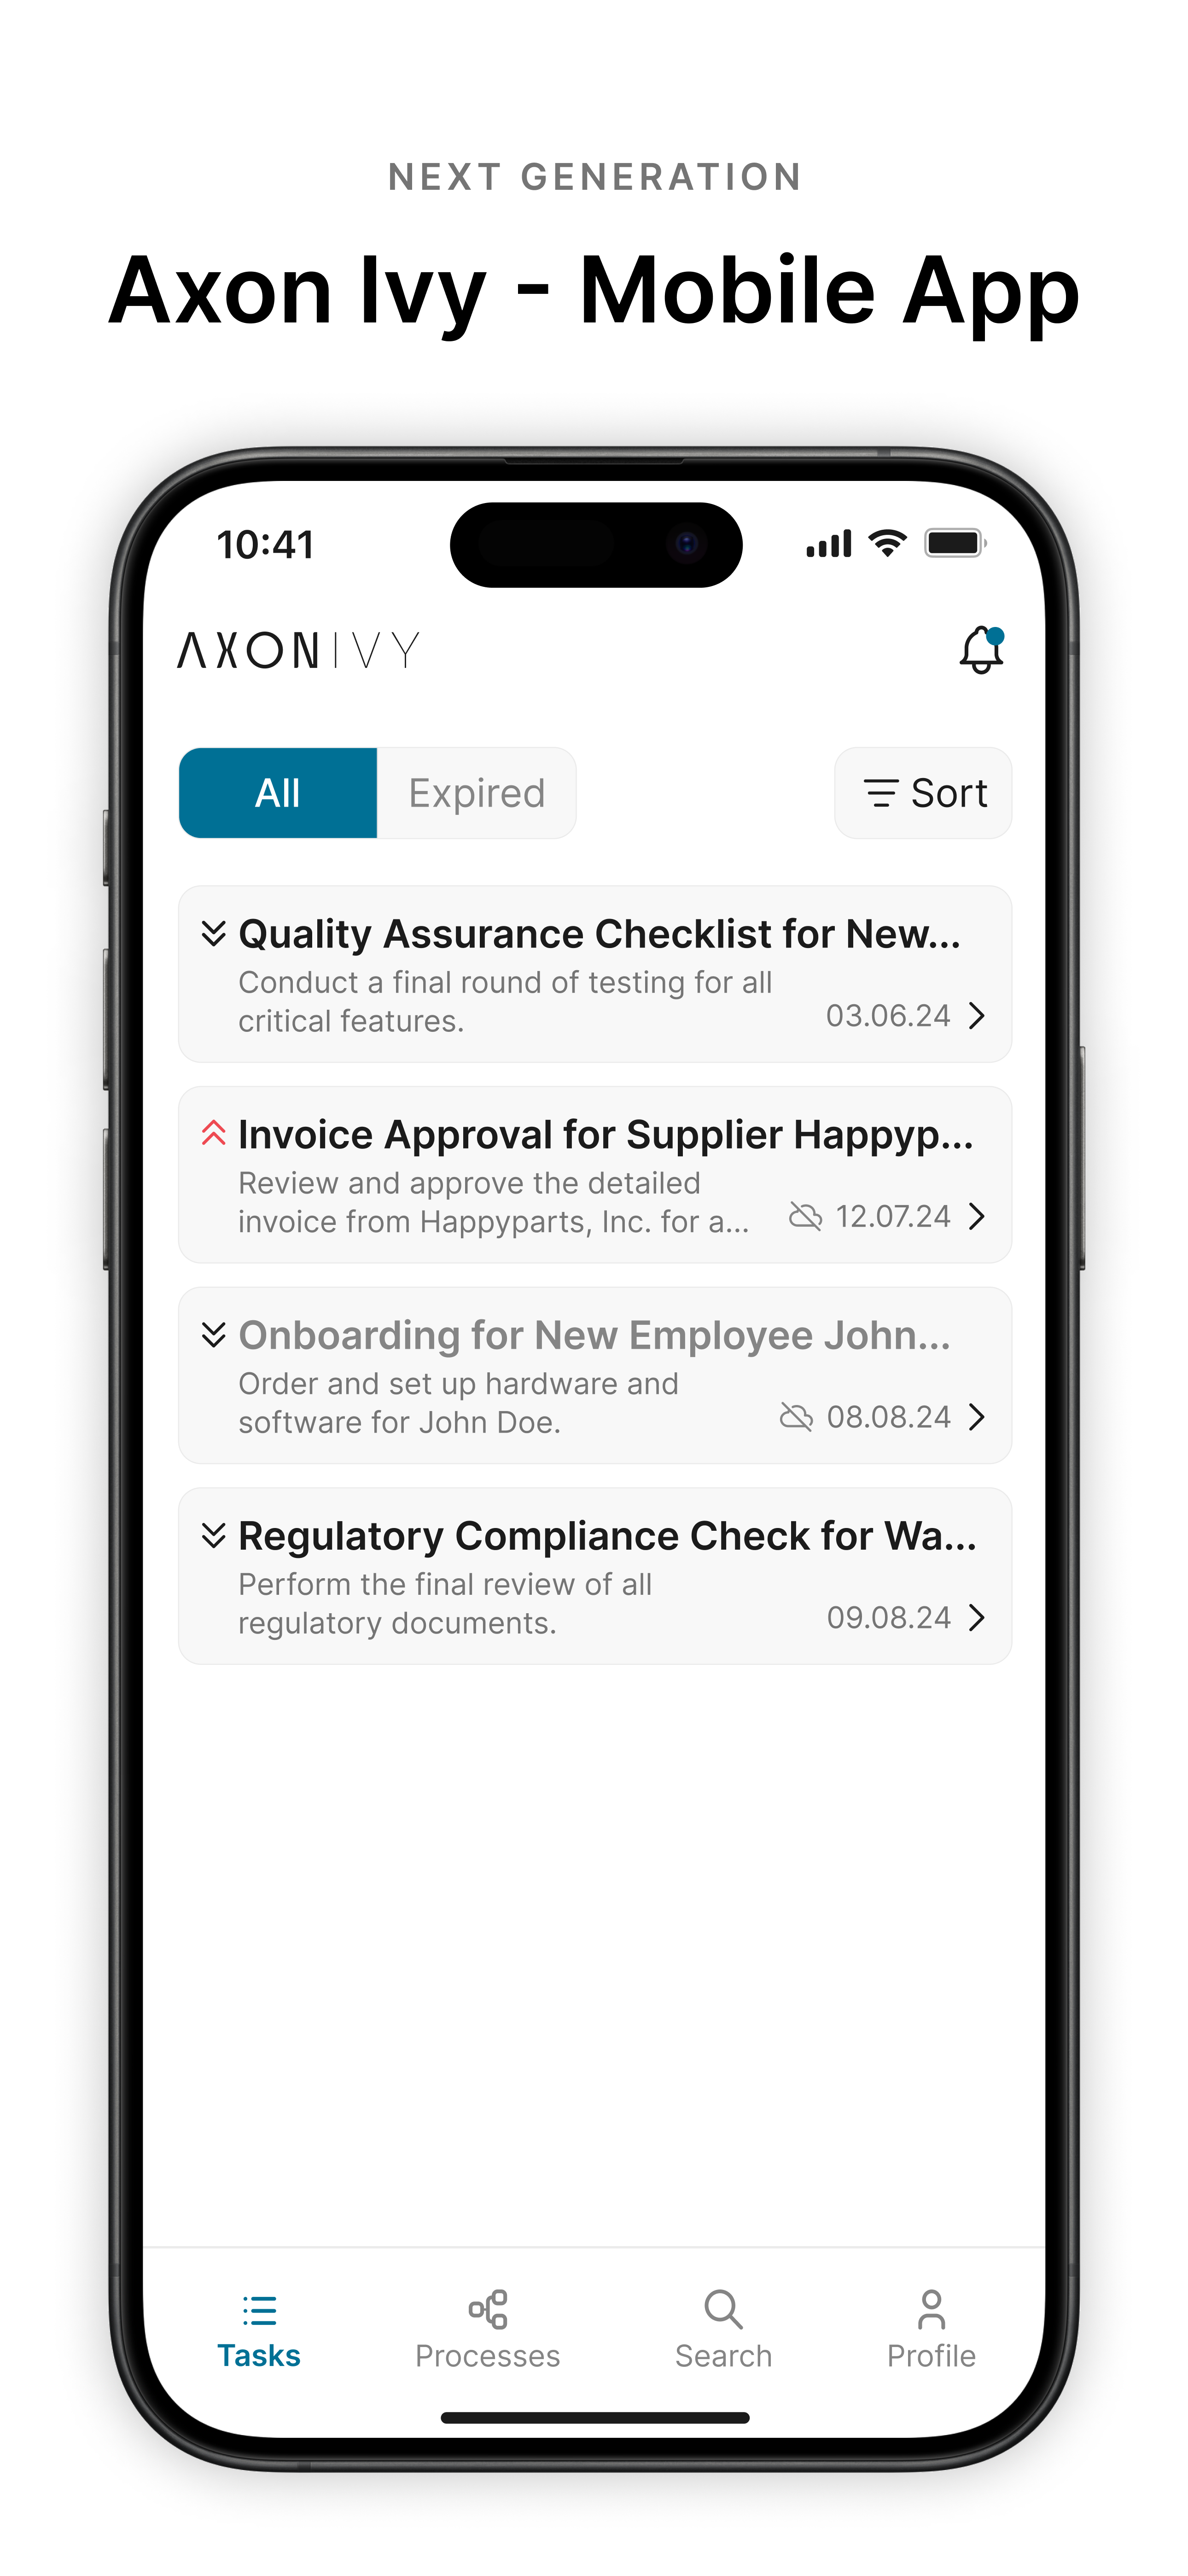 NEXT GENERATION
Axon Ivy - Mobile App
10:41
AXONIVY
All
Expired
Sort
Quality Assurance Checklist for New...
Conduct a final round of testing for all
critical features.
03.06.24
Invoice Approval for Supplier Happyp...
Review and approve the detailed
invoice from Happyparts, Inc. for a...
12.07.24
Onboarding for New Employee John...
Order and set up hardware and
software for John Doe.
08.08.24
Regulatory Compliance Check for Wa...
Perform the final review of all
regulatory documents.
09.08.24
Tasks
Processes
Search
Profile